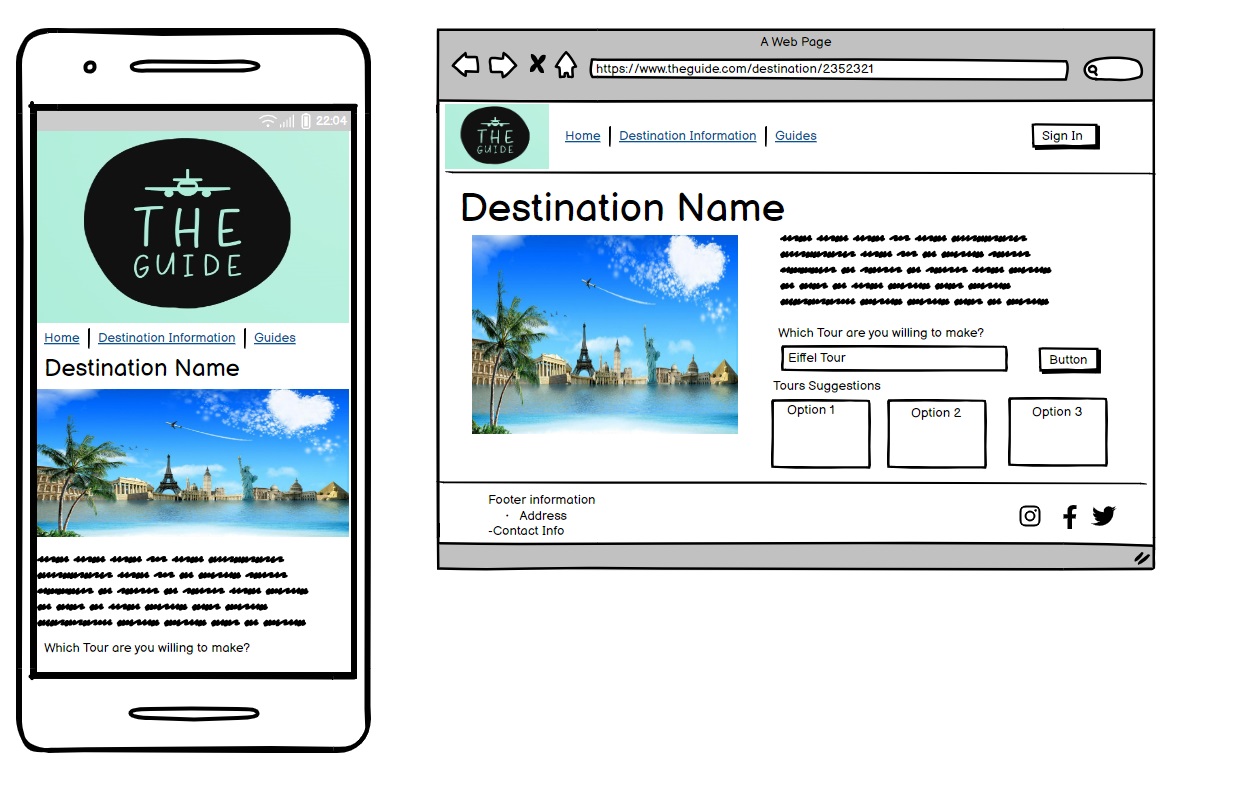 22:04
THE
GUIDE
Home Destination Information Guides
Destination Name
Which Tour are you willing to make?
A Web Page
https://www.theguide.com/destination/2352321
THE
GUIDE
Home Destination Information Guides
Sign In
Destination Name
Which Tour are you willing to make?
Eiffel Tour
Button
Tours Suggestions
Option 1
Option 2
Option 3
Footer information
· Address
-Contact Info